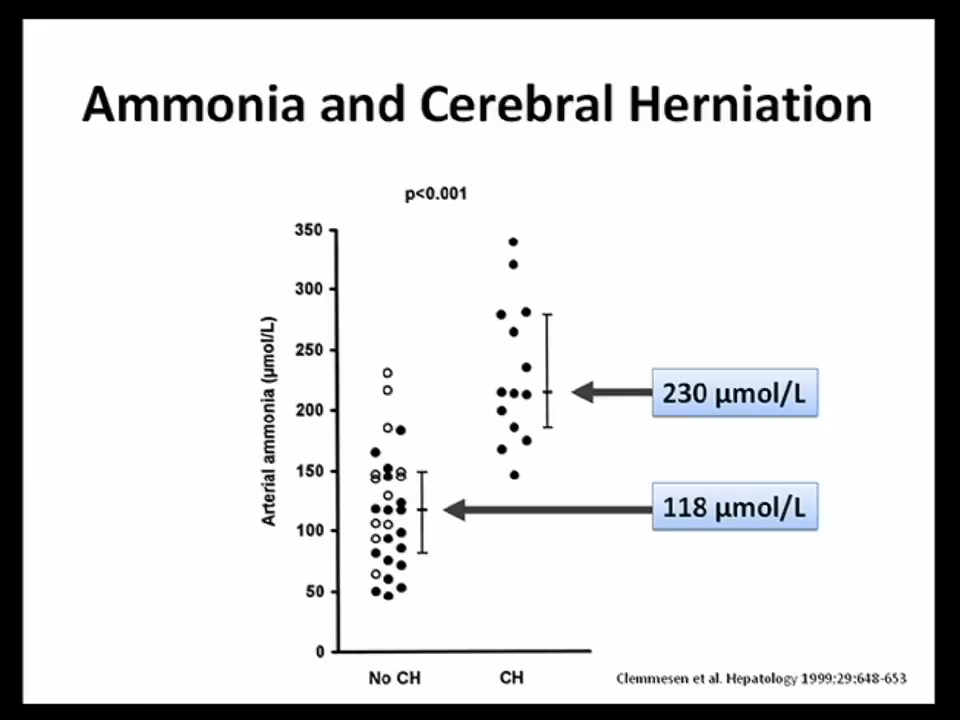 Ammonia and Cerebral Herniation
p<0.001
350
300
250
200
150
100
50
0
Arterial ammonia (µmol/L)
230 µmol/L
118 µmol/L
No CH
CH
Clemmesen et al. Hepatology 1999;29:648-653